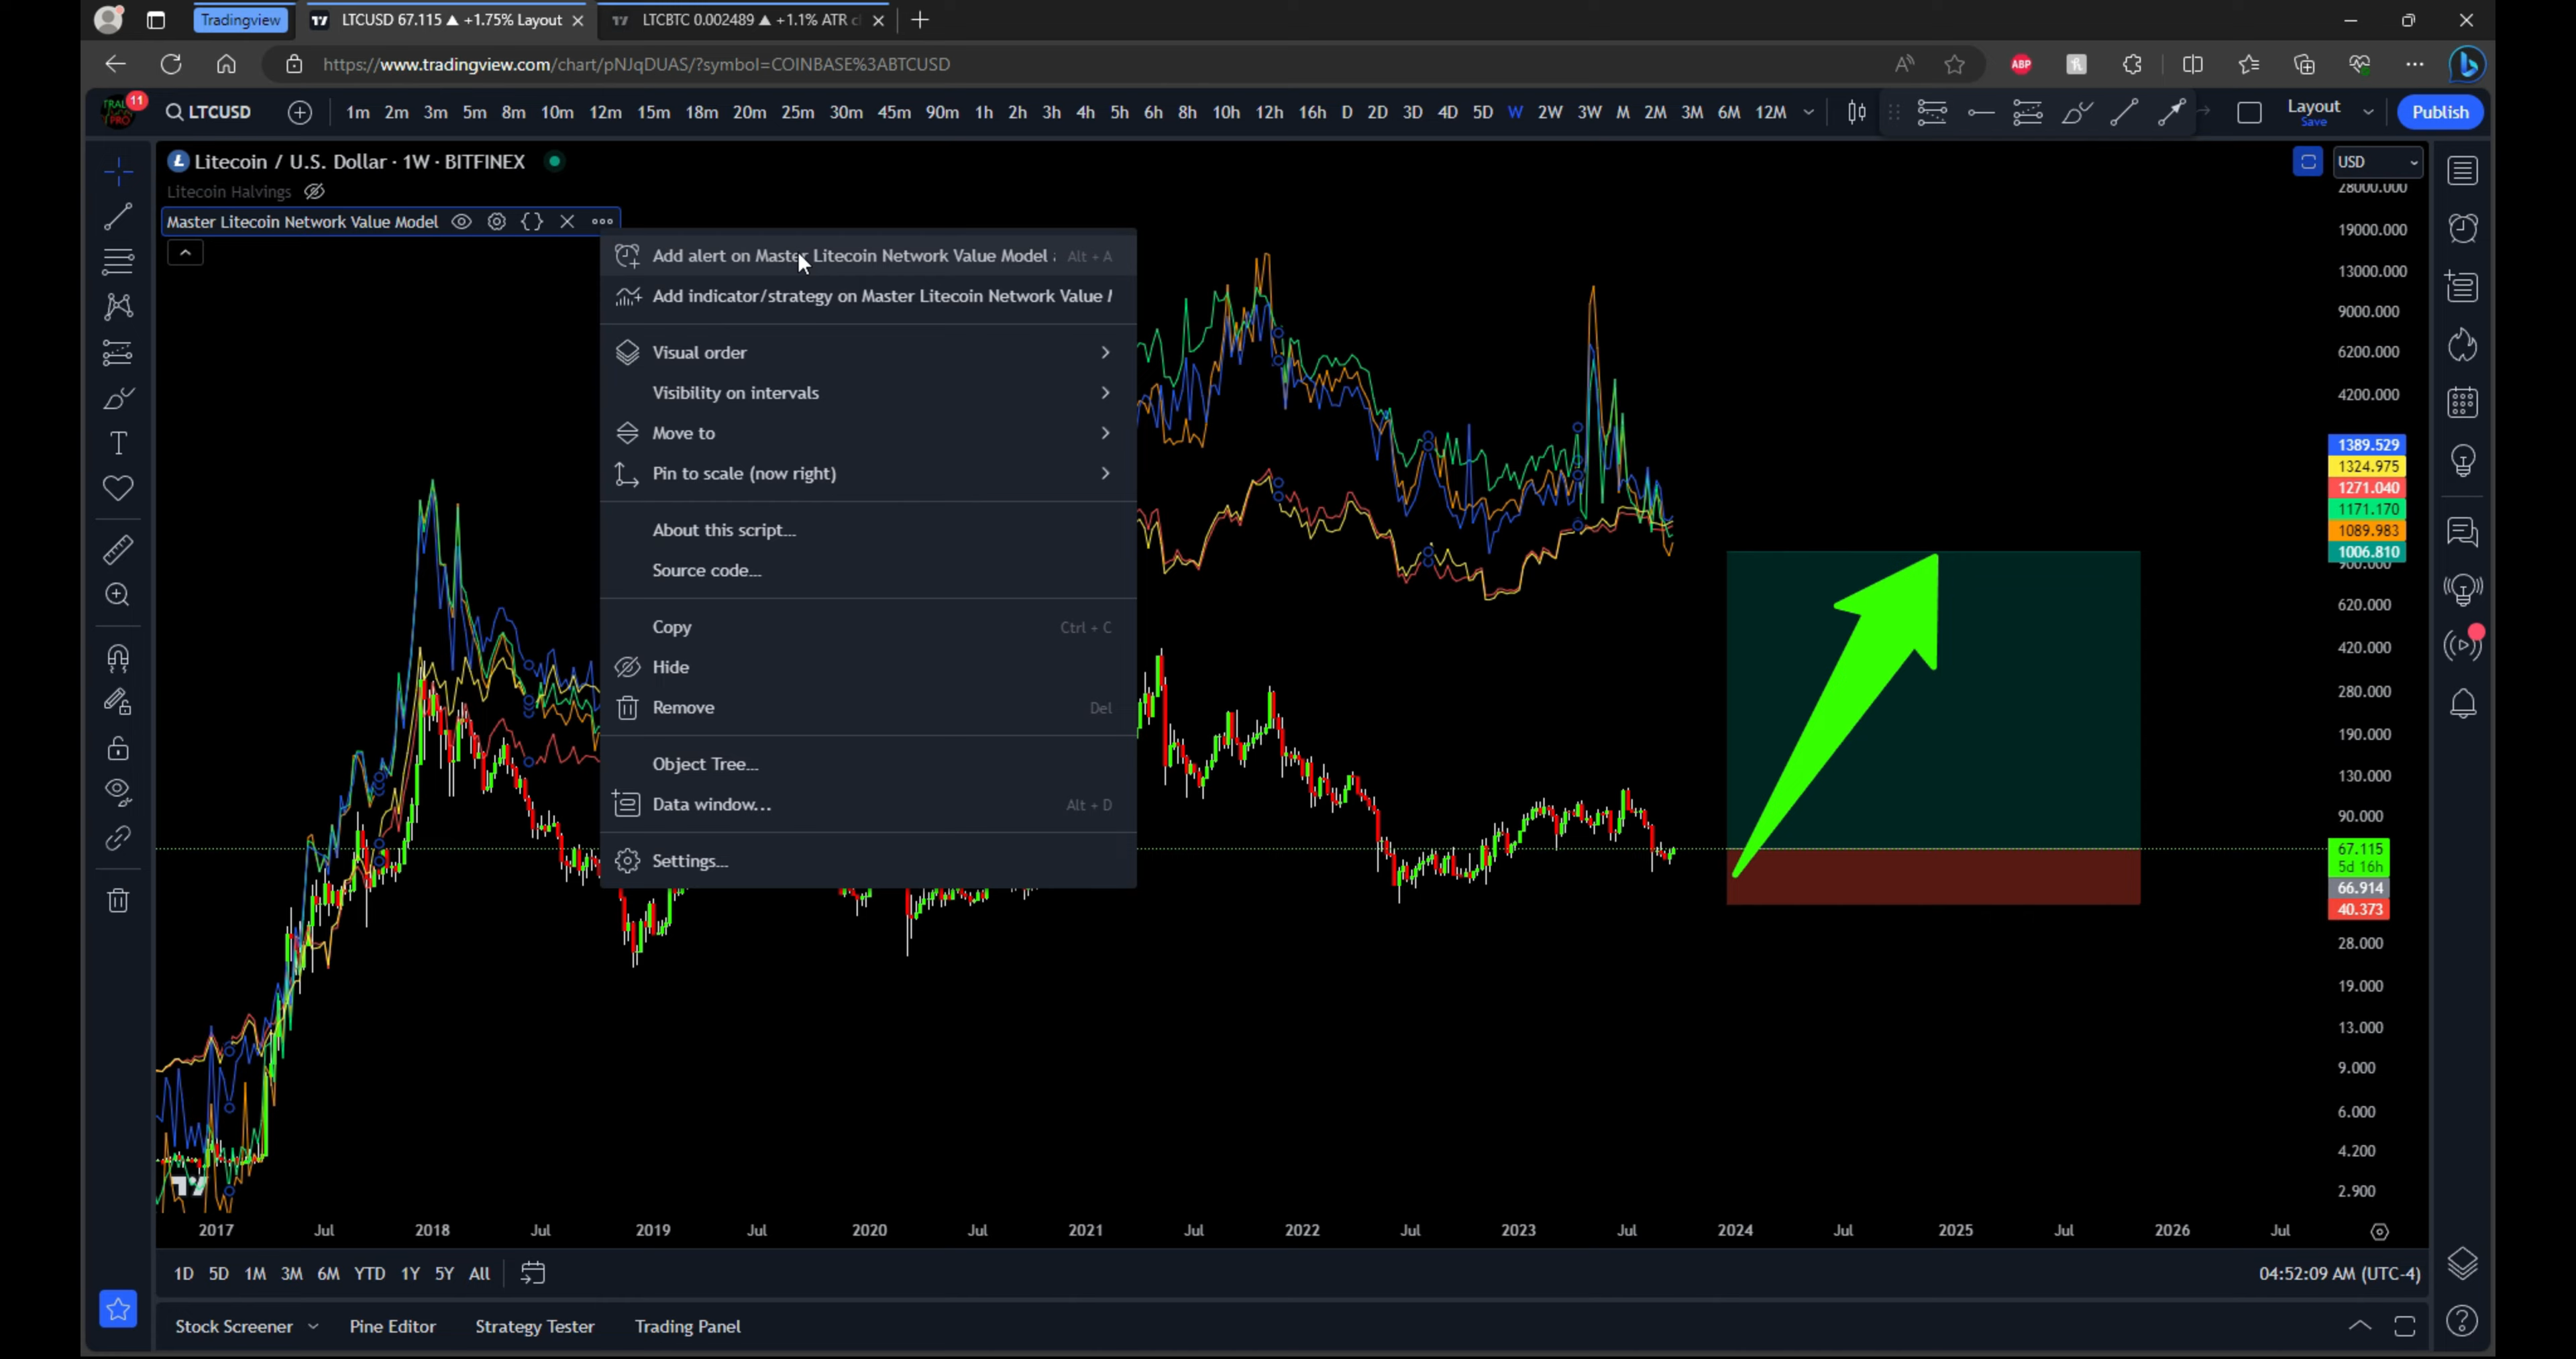 Tradingview
LTCUSD 67.115 ▲ +1.75% Layout
LTCBTC 0.002489 ▲ +1.1% ATR c
https://www.tradingview.com/chart/pNJqDUAS/?symbol=COINBASE%3ABTCUSD
ABP
TRAL
PRO
11
LTCUSD
1m 2m 3m 5m 8m 10m 12m 15m 18m 20m 25m 30m 45m 90m 1h 2h 3h 4h 5h 6h 8h 10h 12h 16h D 2D 3D 4D 5D W 2W 3W M 2M 3M 6M 12M
Layout
Save
Publish
Litecoin / U.S. Dollar · 1W · BITFINEX
USD
Litecoin Halvings
Master Litecoin Network Value Model
Add alert on Master Litecoin Network Value Model Alt + A
Add indicator/strategy on Master Litecoin Network Value
Visual order
Visibility on intervals
Move to
Pin to scale (now right)
About this script...
Source code...
Copy Ctrl + C
Hide
Remove Del
Object Tree...
Data window... Alt + D
Settings...
28000.000
19000.000
13000.000
9000.000
6200.000
4200.000
1389.529
1324.975
1271.040
1171.170
1089.983
1006.810
900.000
620.000
420.000
280.000
190.000
130.000
90.000
67.115
5d 16h
66.914
40.373
28.000
19.000
13.000
9.000
6.000
4.200
2.900
2017 Jul 2018 Jul 2019 Jul 2020 Jul 2021 Jul 2022 Jul 2023 Jul 2024 Jul 2025 Jul 2026 Jul
1D 5D 1M 3M 6M YTD 1Y 5Y All
04:52:09 AM (UTC-4)
Stock Screener Pine Editor Strategy Tester Trading Panel